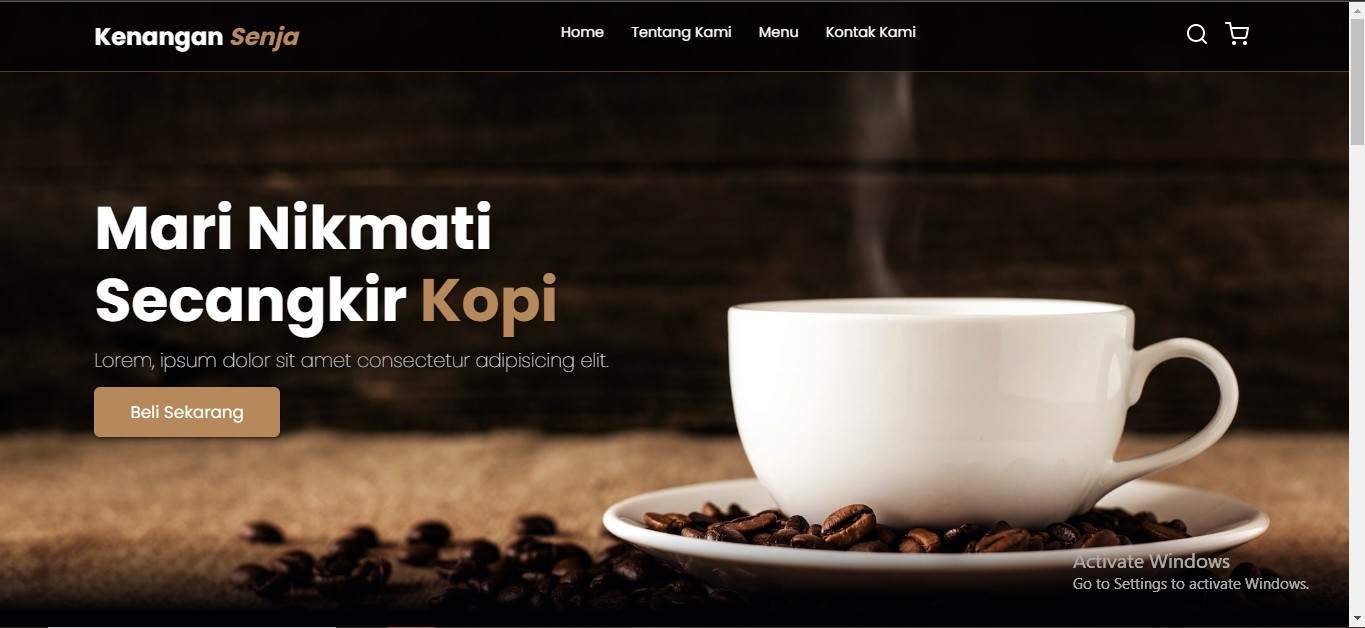 Kenangan Senja
Home Tentang Kami Menu Kontak Kami
Mari Nikmati
Secangkir Kopi
Lorem, ipsum dolor sit amet consectetur adipisicing elit.
Beli Sekarang
Activate Windows
Go to Settings to activate Windows.